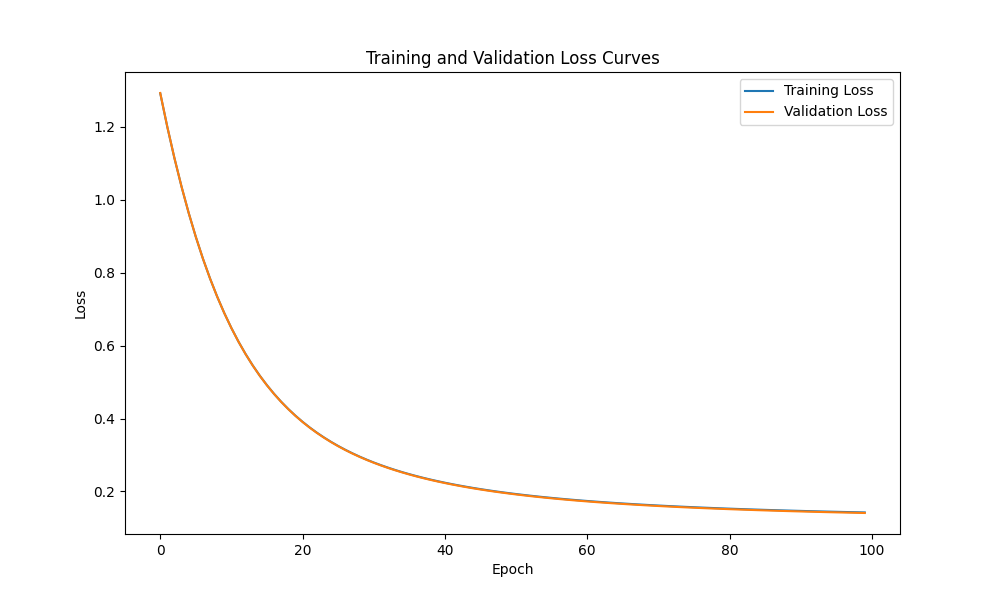 Training and Validation Loss Curves
Training Loss
Validation Loss
1.2
1.0
0.8
0.6
0.4
0.2
Loss
0 20 40 60 80 100
Epoch